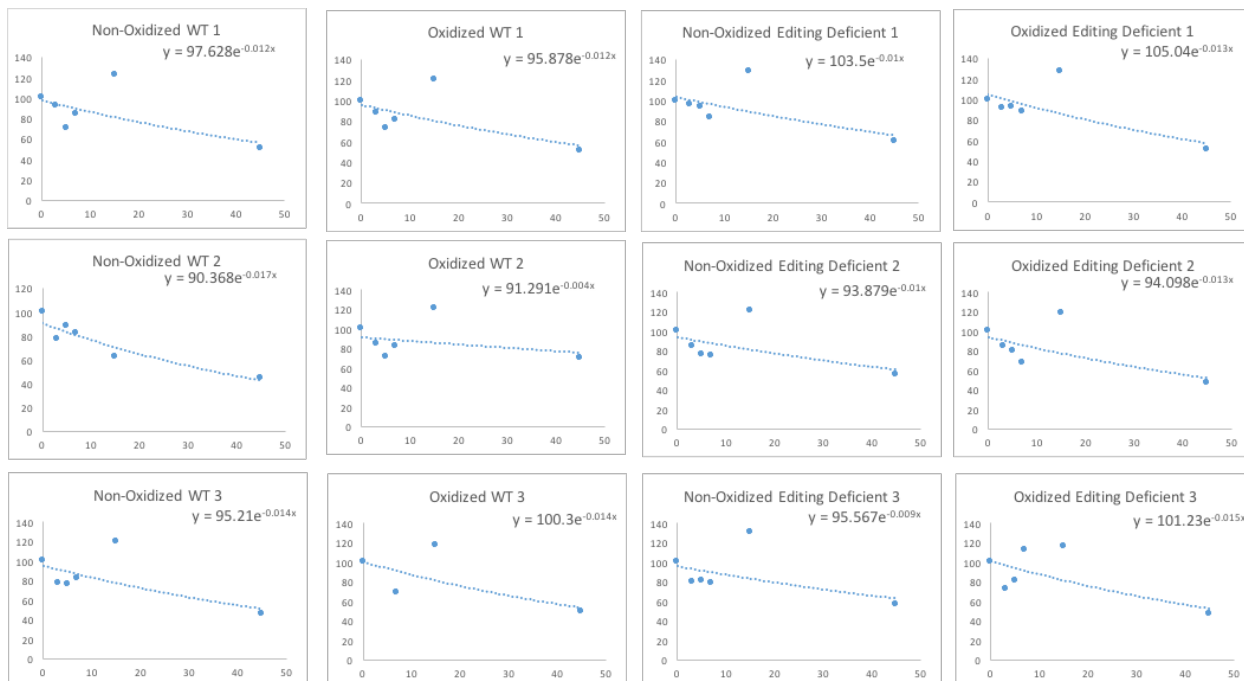 Non-Oxidized WT 1
y = 97.628e^-0.012x
140
120
100
80
60
40
20
0
0 10 20 30 40 50
Oxidized WT 1
y = 95.878e^-0.012x
140
120
100
80
60
40
20
0
0 10 20 30 40 50
Non-Oxidized Editing Deficient 1
y = 103.5e^-0.01x
140
120
100
80
60
40
20
0
0 10 20 30 40 50
Oxidized Editing Deficient 1
y = 105.04e^-0.013x
140
120
100
80
60
40
20
0
0 10 20 30 40 50
Non-Oxidized WT 2
y = 90.368e^-0.017x
120
100
80
60
40
20
0
0 10 20 30 40 50
Oxidized WT 2
y = 91.291e^-0.004x
140
120
100
80
60
40
20
0
0 10 20 30 40 50
Non-Oxidized Editing Deficient 2
y = 93.879e^-0.01x
140
120
100
80
60
40
20
0
0 10 20 30 40 50
Oxidized Editing Deficient 2
y = 94.098e^-0.013x
140
120
100
80
60
40
20
0
0 10 20 30 40 50
Non-Oxidized WT 3
y = 95.21e^-0.014x
140
120
100
80
60
40
20
0
0 10 20 30 40 50
Oxidized WT 3
y = 100.3e^-0.014x
140
120
100
80
60
40
20
0
0 10 20 30 40 50
Non-Oxidized Editing Deficient 3
y = 95.567e^-0.009x
140
120
100
80
60
40
20
0
0 10 20 30 40 50
Oxidized Editing Deficient 3
y = 101.23e^-0.015x
140
120
100
80
60
40
20
0
0 10 20 30 40 50